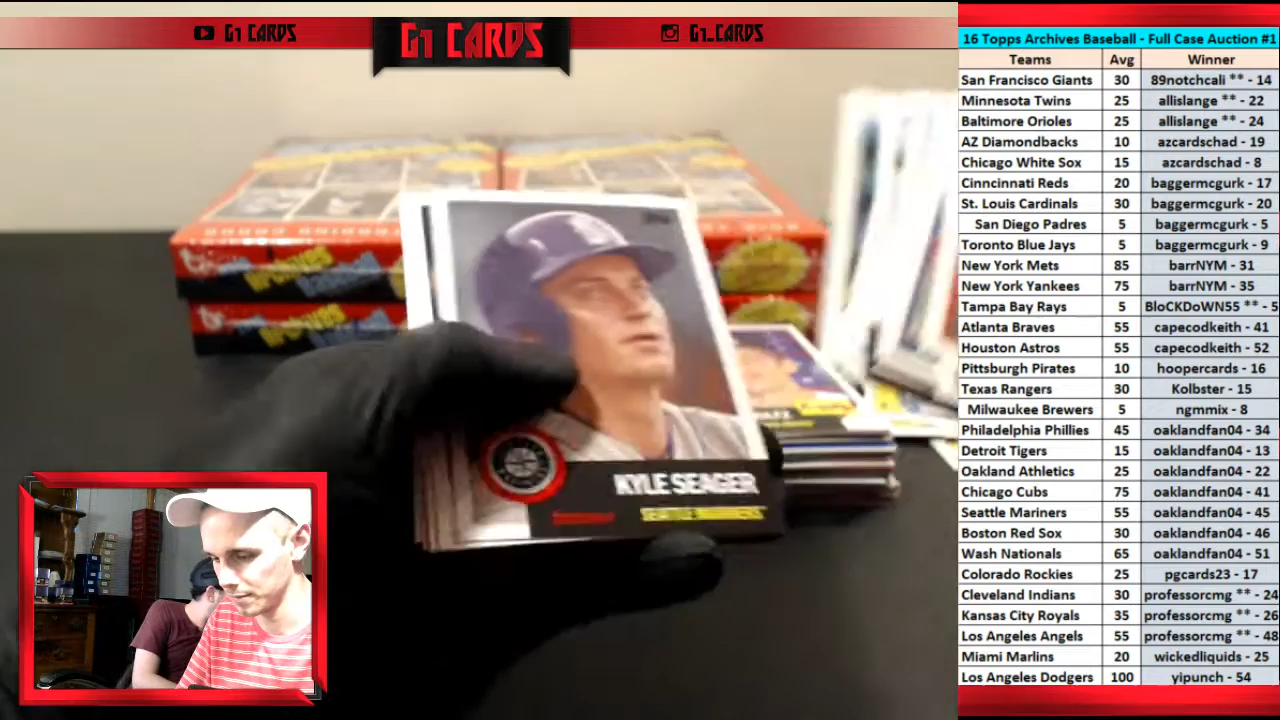 G1 CARDS
G1 CARDS
G1_CARDS
KYLE SEAGER
SEATTLE MARINERS
16 Topps Archives Baseball - Full Case Auction #1
Teams Avg Winner
San Francisco Giants 30 89notchcali ** - 14
Minnesota Twins 25 allislange ** - 22
Baltimore Orioles 25 allislange ** - 24
AZ Diamondbacks 10 azcardschad - 19
Chicago White Sox 15 azcardschad - 8
Cinncinnati Reds 20 baggermcgurk - 17
St. Louis Cardinals 30 baggermcgurk - 20
San Diego Padres 5 baggermcgurk - 5
Toronto Blue Jays 5 baggermcgurk - 9
New York Mets 85 barrNYM - 31
New York Yankees 75 barrNYM - 35
Tampa Bay Rays 5 BloCKDoWN55 ** - 5
Atlanta Braves 55 capecodkeith - 41
Houston Astros 55 capecodkeith - 52
Pittsburgh Pirates 10 hoopercards - 16
Texas Rangers 30 Kolbster - 15
Milwaukee Brewers 5 ngmmix - 8
Philadelphia Phillies 45 oaklandfan04 - 34
Detroit Tigers 15 oaklandfan04 - 13
Oakland Athletics 25 oaklandfan04 - 22
Chicago Cubs 75 oaklandfan04 - 41
Seattle Mariners 55 oaklandfan04 - 45
Boston Red Sox 30 oaklandfan04 - 46
Wash Nationals 65 oaklandfan04 - 51
Colorado Rockies 25 pgcards23 - 17
Cleveland Indians 30 professorcmg ** - 24
Kansas City Royals 35 professorcmg ** - 26
Los Angeles Angels 55 professorcmg ** - 48
Miami Marlins 20 wickedliquids - 25
Los Angeles Dodgers 100 yipunch - 54